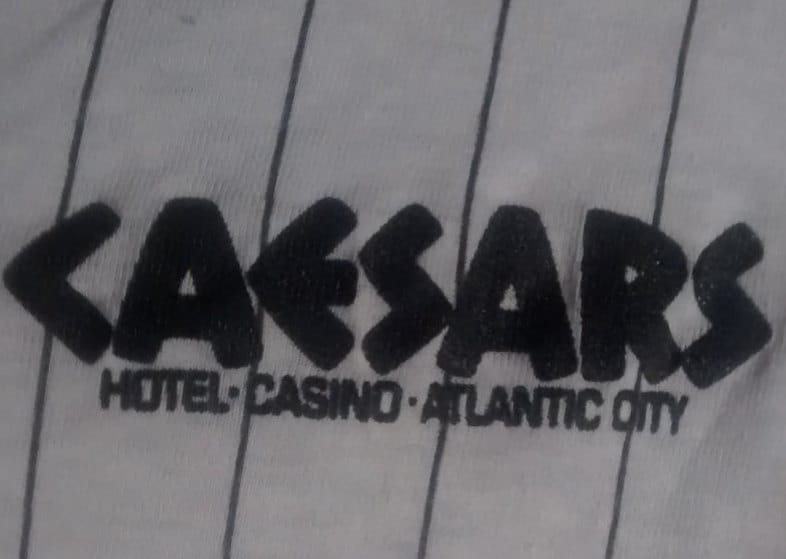 CAESARS
HOTEL · CASINO · ATLANTIC CITY